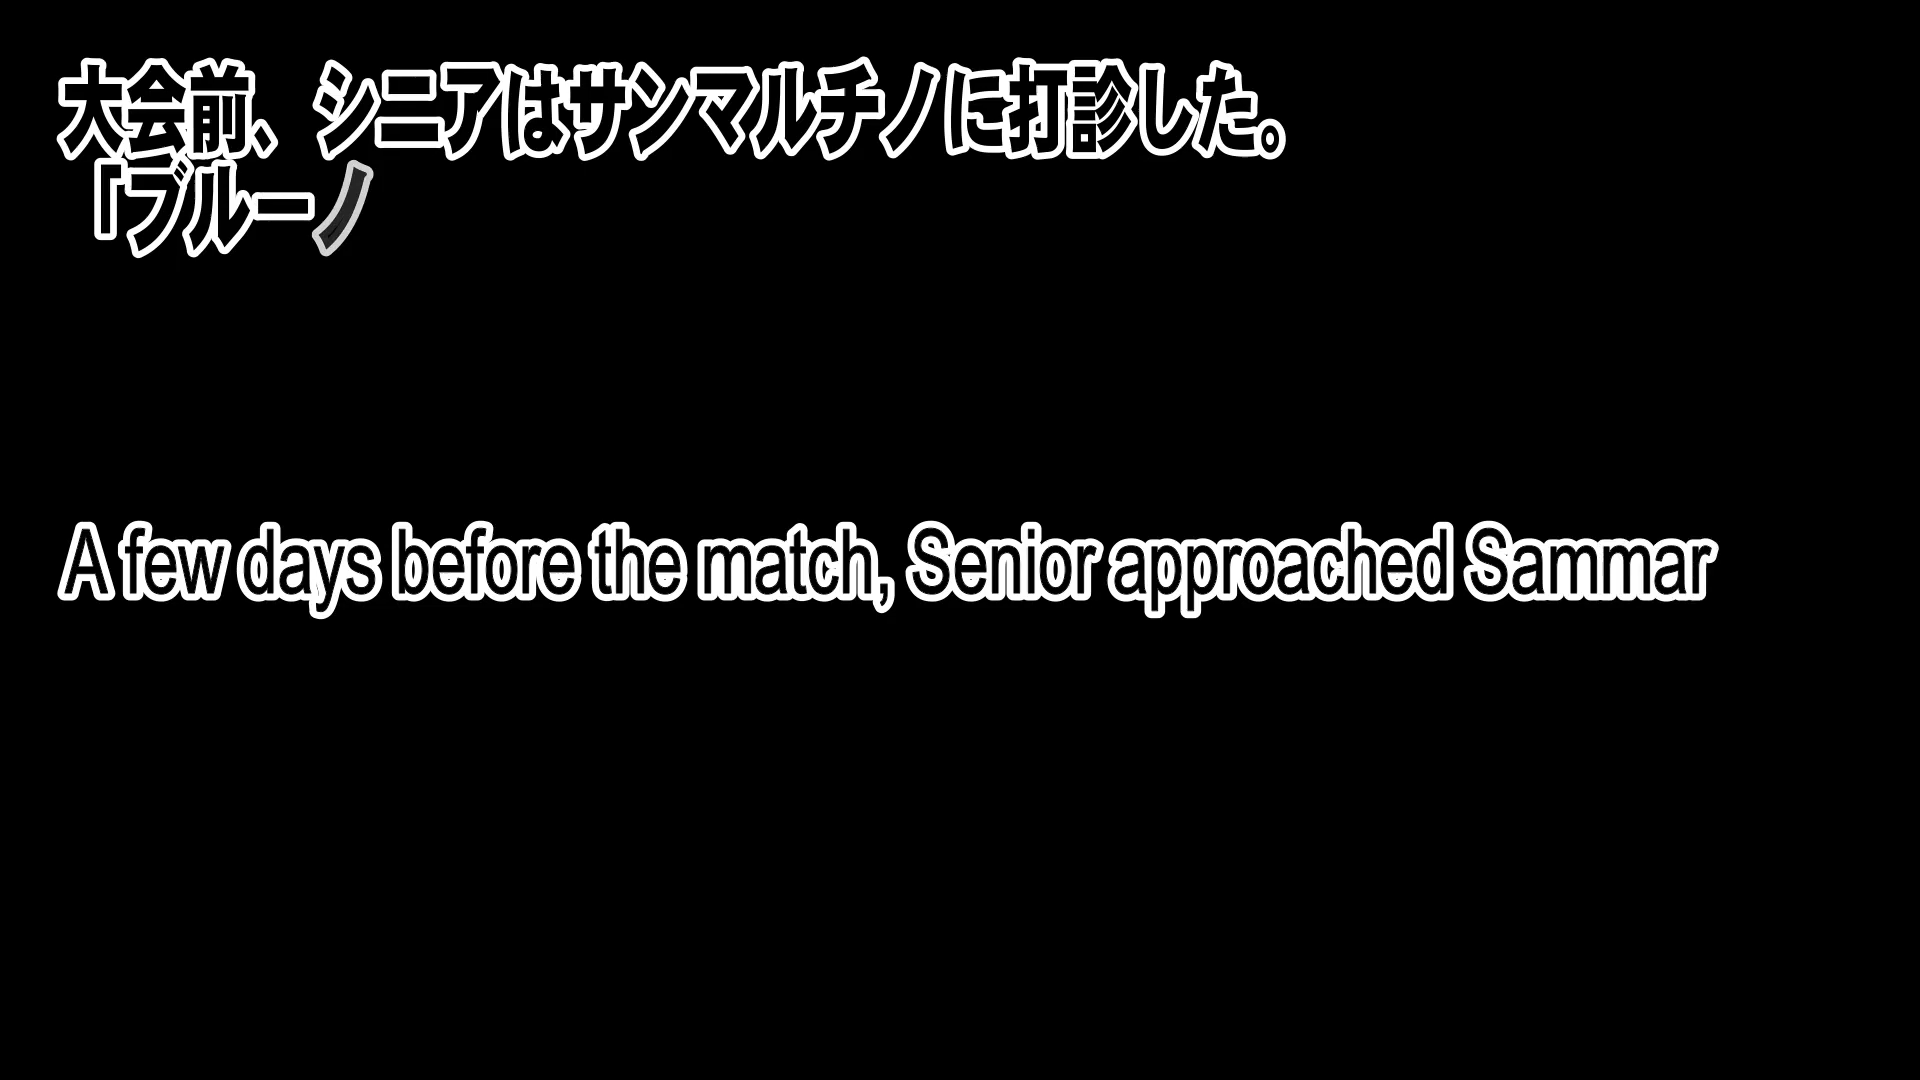 大会前、シニアはサンマルチノに打診した。
「ブルーノ
A few days before the match, Senior approached Sammar